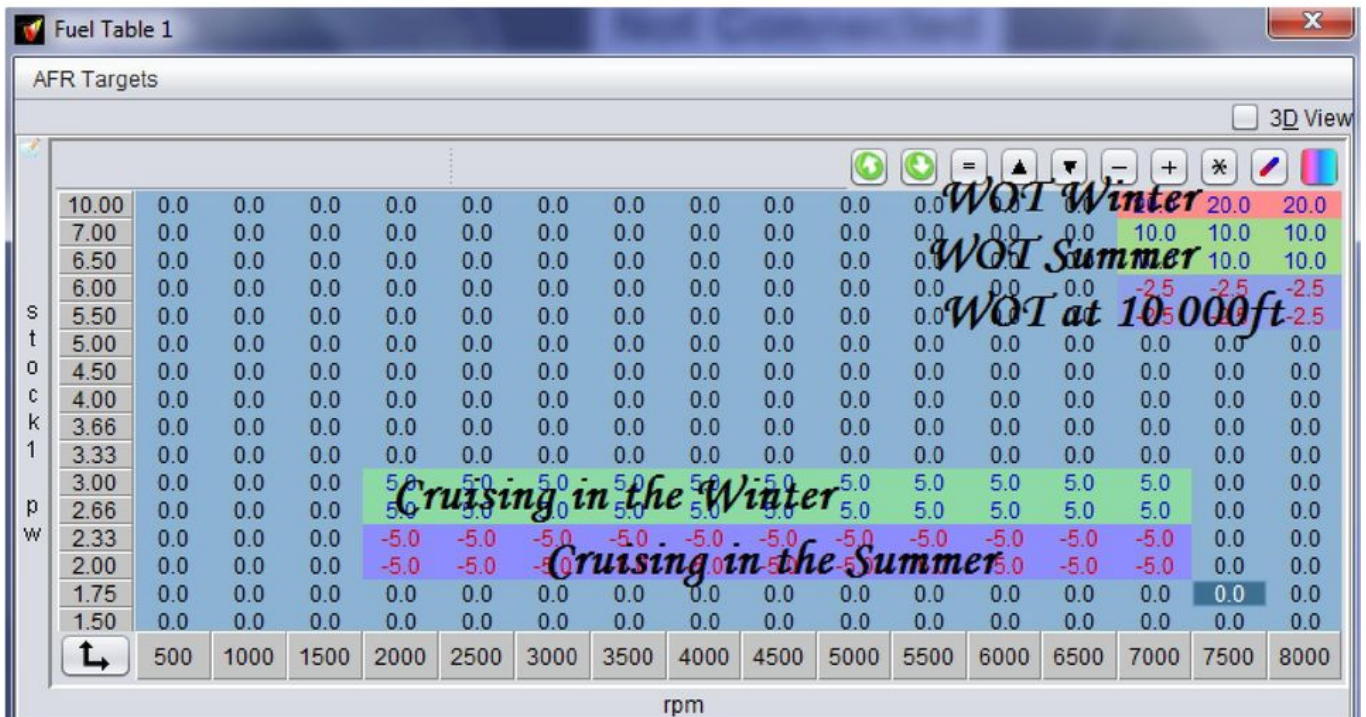 Fuel Table 1
AFR Targets
3D View
= - + *
WOT Winter
10.00 0.0 0.0 0.0 0.0 0.0 0.0 0.0 0.0 0.0 0.0 0.0 0.0 0.0 20.0 20.0
7.00 0.0 0.0 0.0 0.0 0.0 0.0 0.0 0.0 0.0 0.0 0.0 0.0 0.0 10.0 10.0 10.0
WOT Summer
6.50 0.0 0.0 0.0 0.0 0.0 0.0 0.0 0.0 0.0 0.0 0.0 10.0 10.0
6.00 0.0 0.0 0.0 0.0 0.0 0.0 0.0 0.0 0.0 0.0 0.0 0.0 0.0 -2.5 -2.5 -2.5
WOT at 10 000ft
5.50 0.0 0.0 0.0 0.0 0.0 0.0 0.0 0.0 0.0 0.0 0.0 -2.5
5.00 0.0 0.0 0.0 0.0 0.0 0.0 0.0 0.0 0.0 0.0 0.0 0.0 0.0 0.0 0.0 0.0
4.50 0.0 0.0 0.0 0.0 0.0 0.0 0.0 0.0 0.0 0.0 0.0 0.0 0.0 0.0 0.0 0.0
4.00 0.0 0.0 0.0 0.0 0.0 0.0 0.0 0.0 0.0 0.0 0.0 0.0 0.0 0.0 0.0 0.0
3.66 0.0 0.0 0.0 0.0 0.0 0.0 0.0 0.0 0.0 0.0 0.0 0.0 0.0 0.0 0.0 0.0
3.33 0.0 0.0 0.0 0.0 0.0 0.0 0.0 0.0 0.0 0.0 0.0 0.0 0.0 0.0 0.0 0.0
3.00 0.0 0.0 0.0 5.0 5.0 5.0 5.0 5.0 5.0 5.0 5.0 5.0 5.0 5.0 0.0 0.0
Cruising in the Winter
2.66 0.0 0.0 0.0 5.0 5.0 5.0 5.0 5.0 5.0 5.0 5.0 5.0 5.0 5.0 0.0 0.0
2.33 0.0 0.0 0.0 -5.0 -5.0 -5.0 -5.0 -5.0 -5.0 -5.0 -5.0 -5.0 -5.0 -5.0 0.0 0.0
Cruising in the Summer
2.00 0.0 0.0 0.0 -5.0 -5.0 -5.0 -5.0 -5.0 0.0 0.0
1.75 0.0 0.0 0.0 0.0 0.0 0.0 0.0 0.0 0.0 0.0 0.0 0.0 0.0 0.0 0.0 0.0
1.50 0.0 0.0 0.0 0.0 0.0 0.0 0.0 0.0 0.0 0.0 0.0 0.0 0.0 0.0 0.0 0.0
500 1000 1500 2000 2500 3000 3500 4000 4500 5000 5500 6000 6500 7000 7500 8000
rpm
stock1 pw